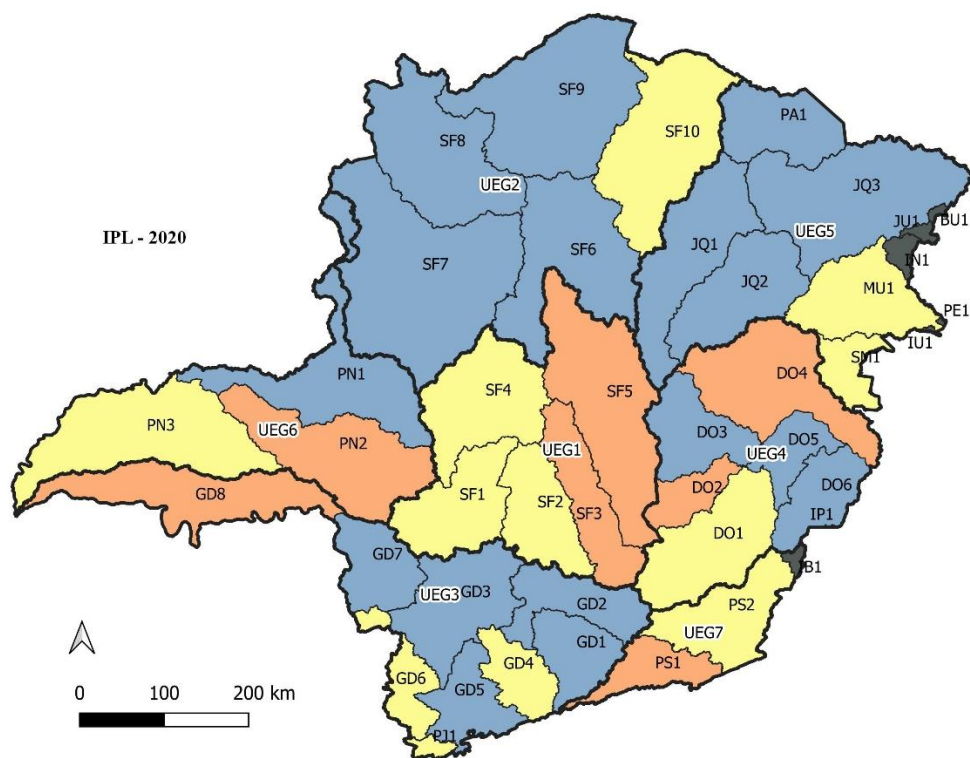 SF9
SF10
PA1
SF8
UEG2
JQ3
JU1
BU1
IPL - 2020
SF7
SF6
JQ1
UEG5
IN1
JQ2
MU1
PE1
IU1
SM1
PN1
SF4
SF5
DO4
PN3
UEG6
PN2
UEG1
DO3
UEG4
DO5
GD8
SF1
SF2
SF3
DO2
DO6
IP1
DO1
GD7
IB1
UEG3
GD3
GD2
PS2
GD1
UEG7
GD4
PS1
GD6
GD5
PJ1
0 100 200 km